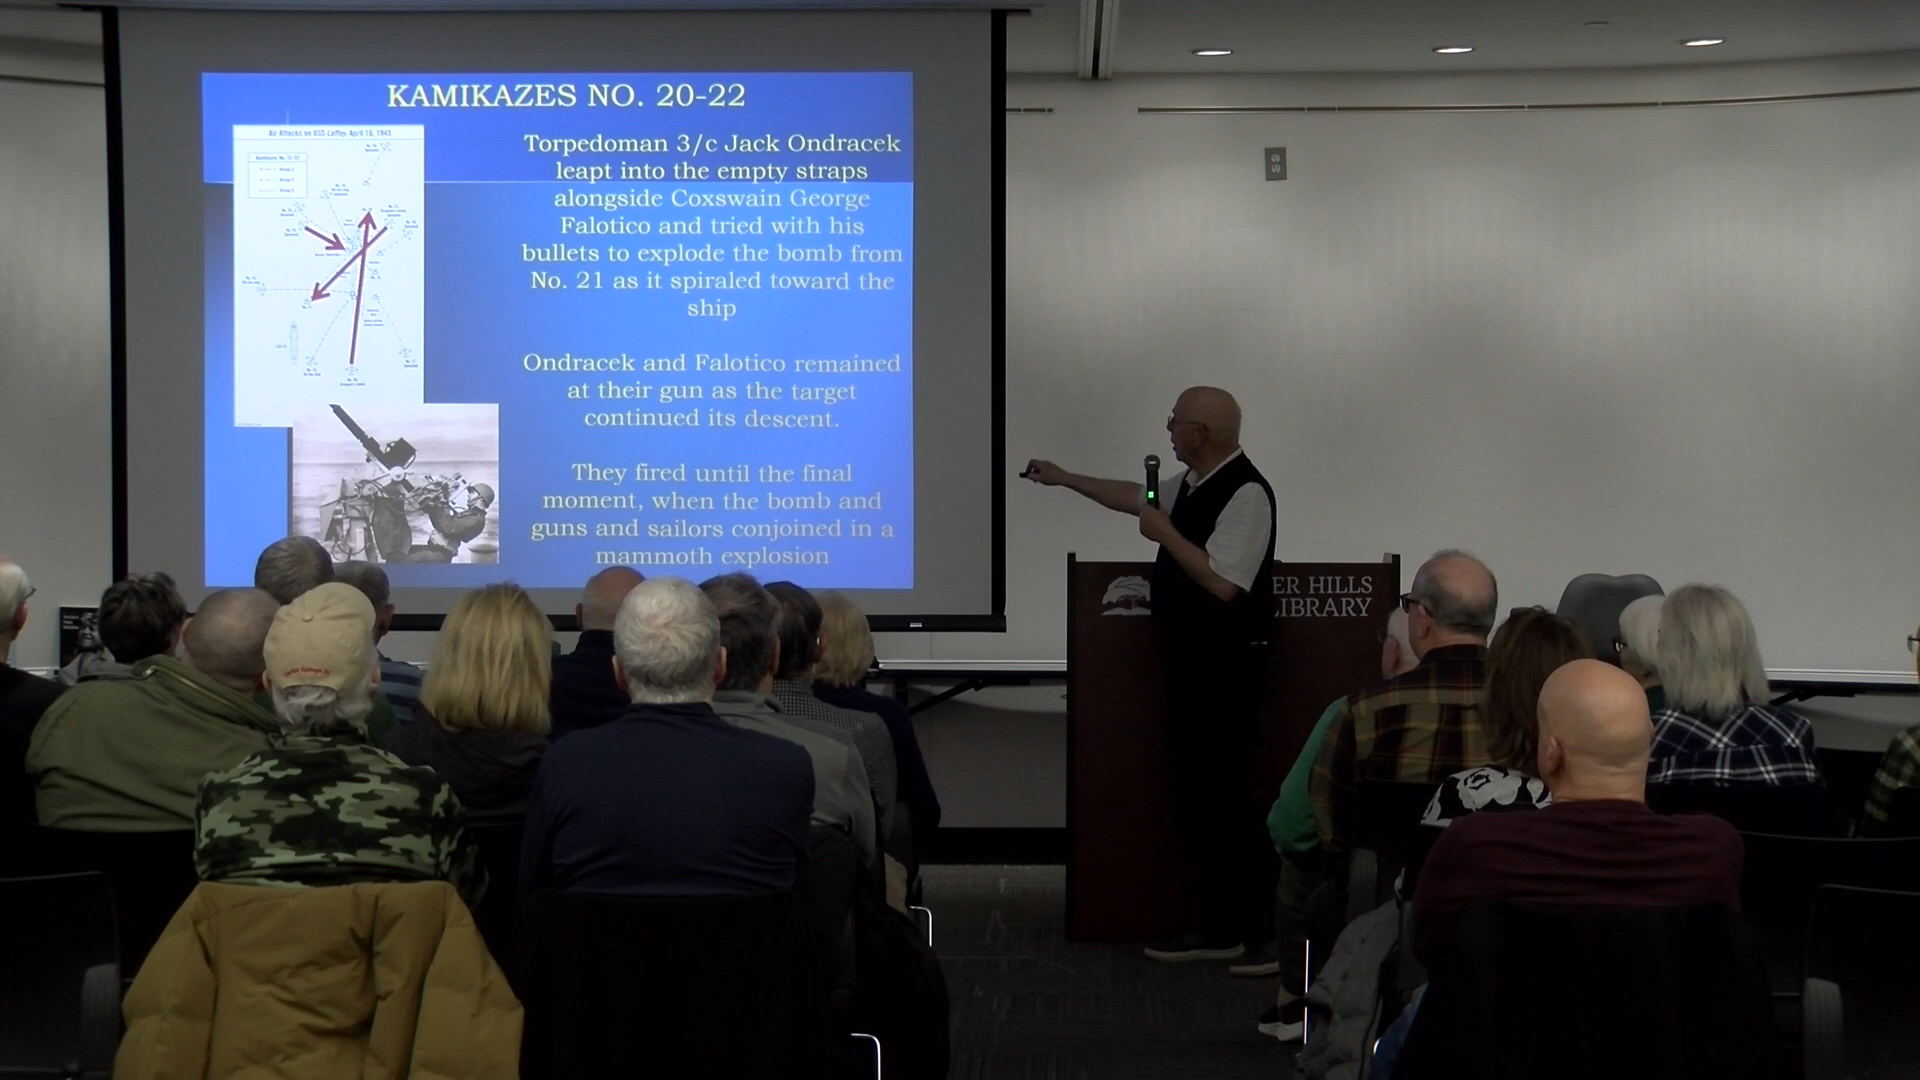 KAMIKAZES NO. 20-22
Air Attacks on USS Laffey, April 16, 1945
Torpedoman 3/c Jack Ondracek
leapt into the empty straps
alongside Coxswain George
Falotico and tried with his
bullets to explode the bomb from
No. 21 as it spiraled toward the
ship
Ondracek and Falotico remained
at their gun as the target
continued its descent.
They fired until the final
moment, when the bomb and
guns and sailors conjoined in a
mammoth explosion
ER HILLS
LIBRARY